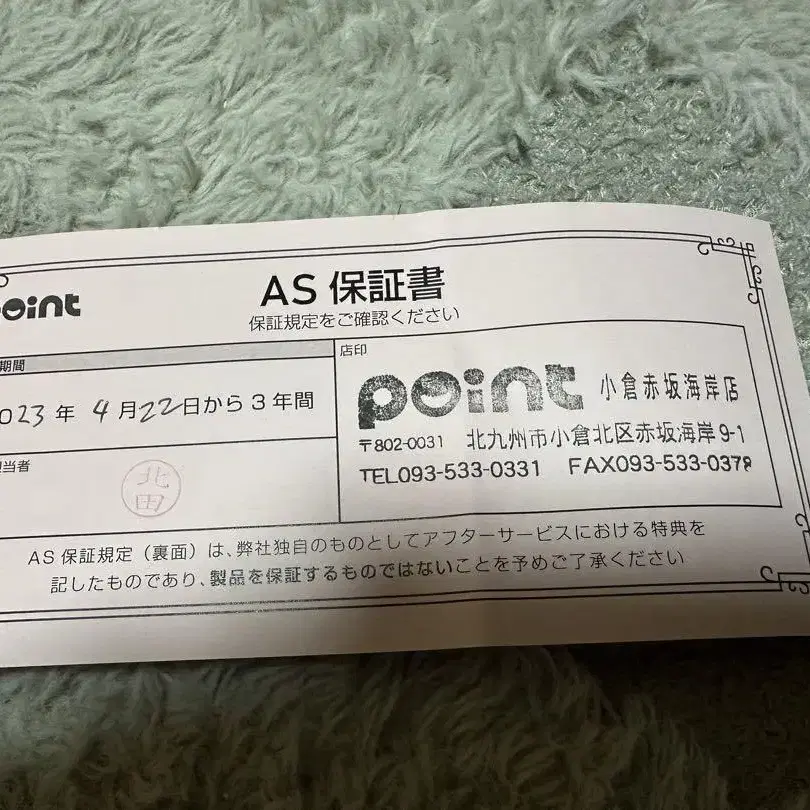 point
AS 保証書
保証規定をご確認ください
期間
023年 4月22日から3年間
当者
北田
店印
point 小倉赤坂海岸店
〒802-0031 北九州市小倉北区赤坂海岸9-1
TEL093-533-0331 FAX093-533-0378
AS 保証規定（裏面）は、弊社独自のものとしてアフターサービスにおける特典を
記したものであり、製品を保証するものではないことを予めご了承ください